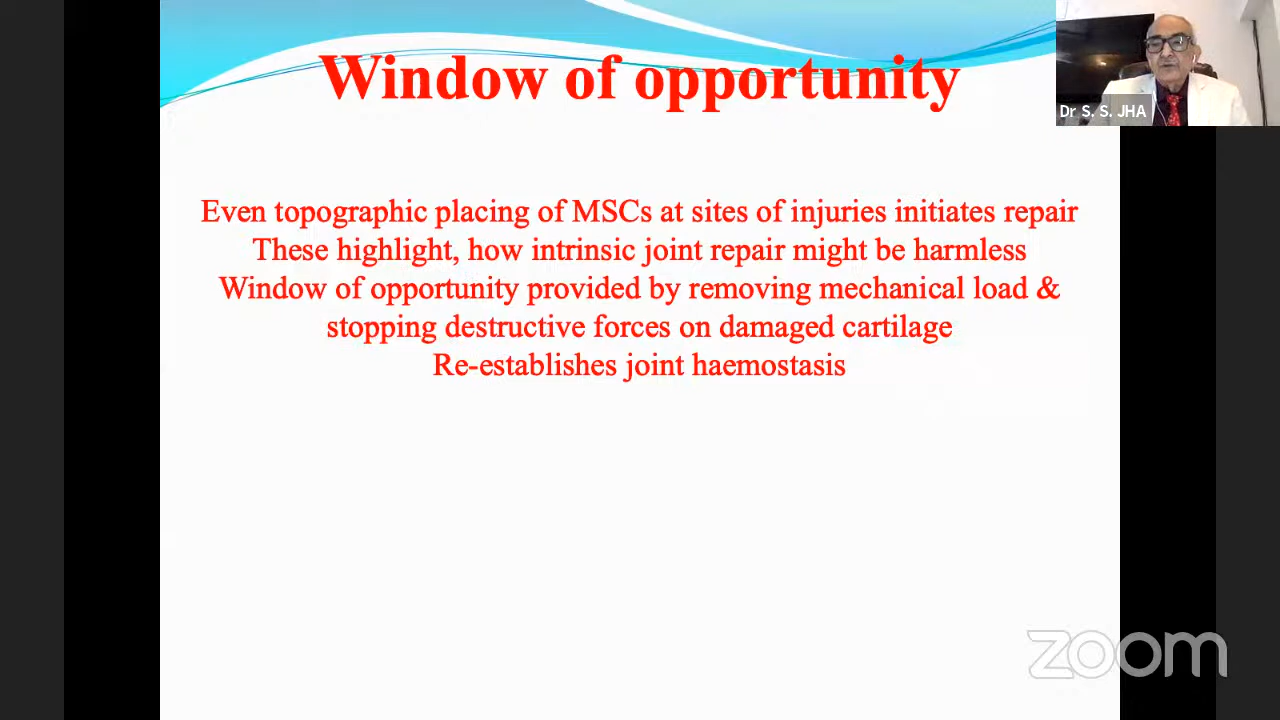 Window of opportunity
Dr S. S. JHA
Even topographic placing of MSCs at sites of injuries initiates repair
These highlight, how intrinsic joint repair might be harmless
Window of opportunity provided by removing mechanical load &
stopping destructive forces on damaged cartilage
Re-establishes joint haemostasis
zoom